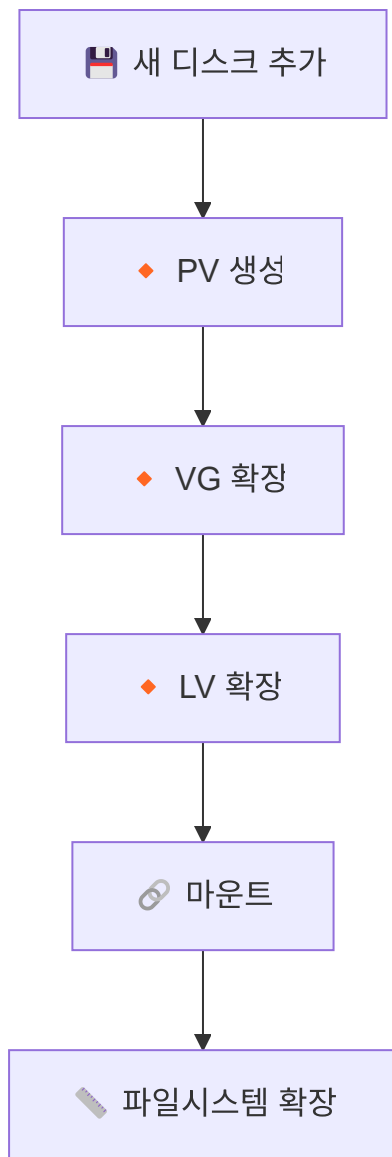 💾 새 디스크 추가
🔸 PV 생성
🔸 VG 확장
🔸 LV 확장
🔗 마운트
📏 파일시스템 확장